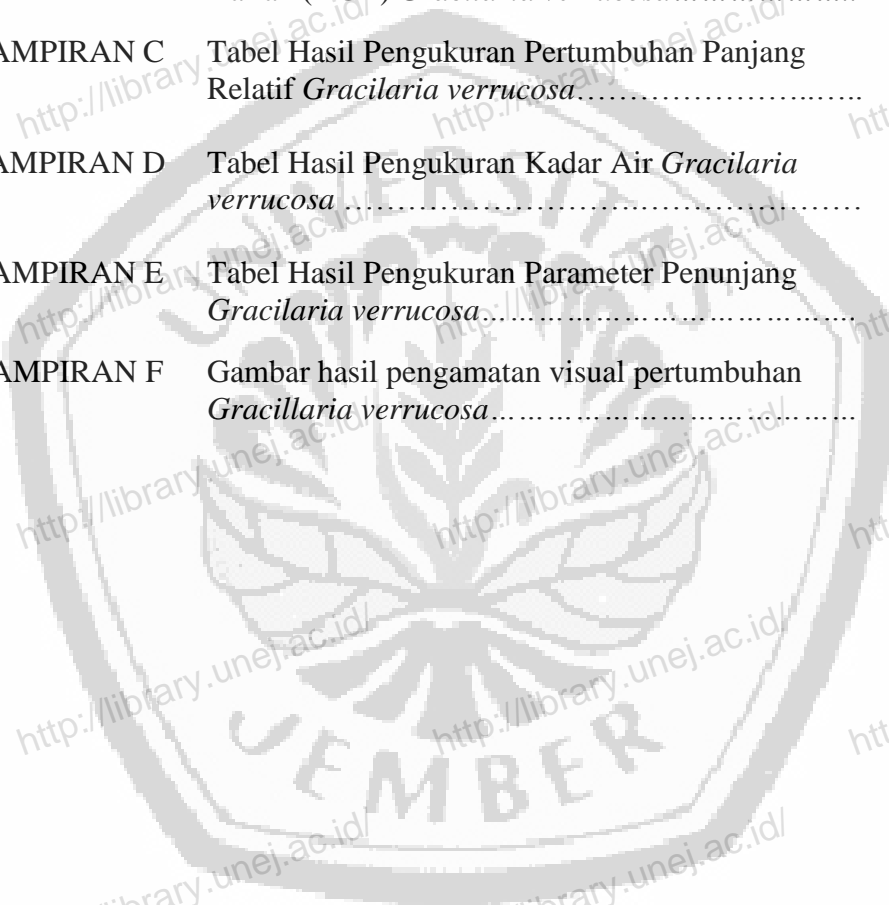 AMPIRAN C Tabel Hasil Pengukuran Pertumbuhan Panjang
Relatif Gracilaria verrucosa…………………..…..
AMPIRAN D Tabel Hasil Pengukuran Kadar Air Gracilaria
verrucosa …………………………………………
AMPIRAN E Tabel Hasil Pengukuran Parameter Penunjang
Gracilaria verrucosa……………………………....
AMPIRAN F Gambar hasil pengamatan visual pertumbuhan
Gracillaria verrucosa………………………………
UNIVERSIT
JEMBER
http://library.unej.ac.id/
http://library.unej.ac.id/
http://library.unej.ac.id/
http://library.unej.ac.id/
http://library.unej.ac.id/
http://library.unej.ac.id/
http://library.unej.ac.id/
http://library.unej.ac.id/